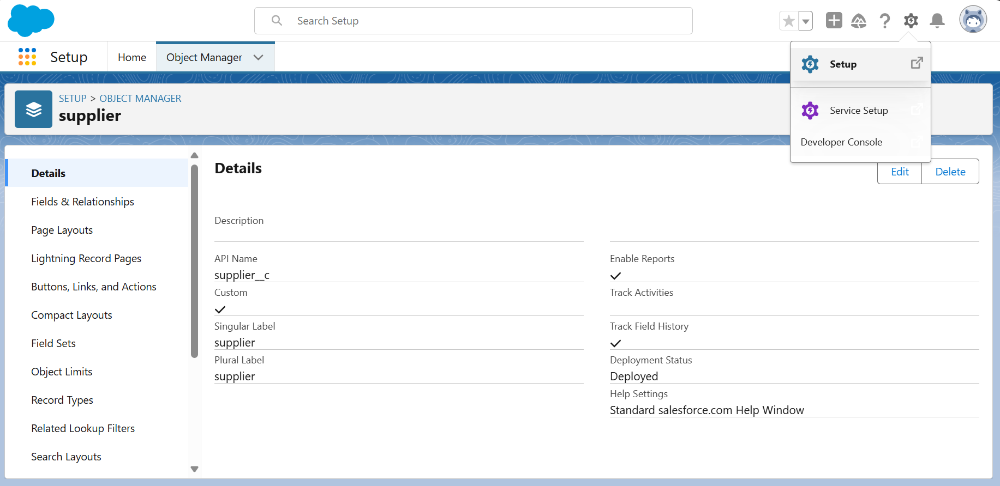 Search Setup
Setup
Home
Object Manager
Setup
Service Setup
Developer Console
SETUP > OBJECT MANAGER
supplier
Details
Fields & Relationships
Page Layouts
Lightning Record Pages
Buttons, Links, and Actions
Compact Layouts
Field Sets
Object Limits
Record Types
Related Lookup Filters
Search Layouts
Details
Edit
Delete
Description
API Name
supplier__c
Custom
Singular Label
supplier
Plural Label
supplier
Enable Reports
Track Activities
Track Field History
Deployment Status
Deployed
Help Settings
Standard salesforce.com Help Window